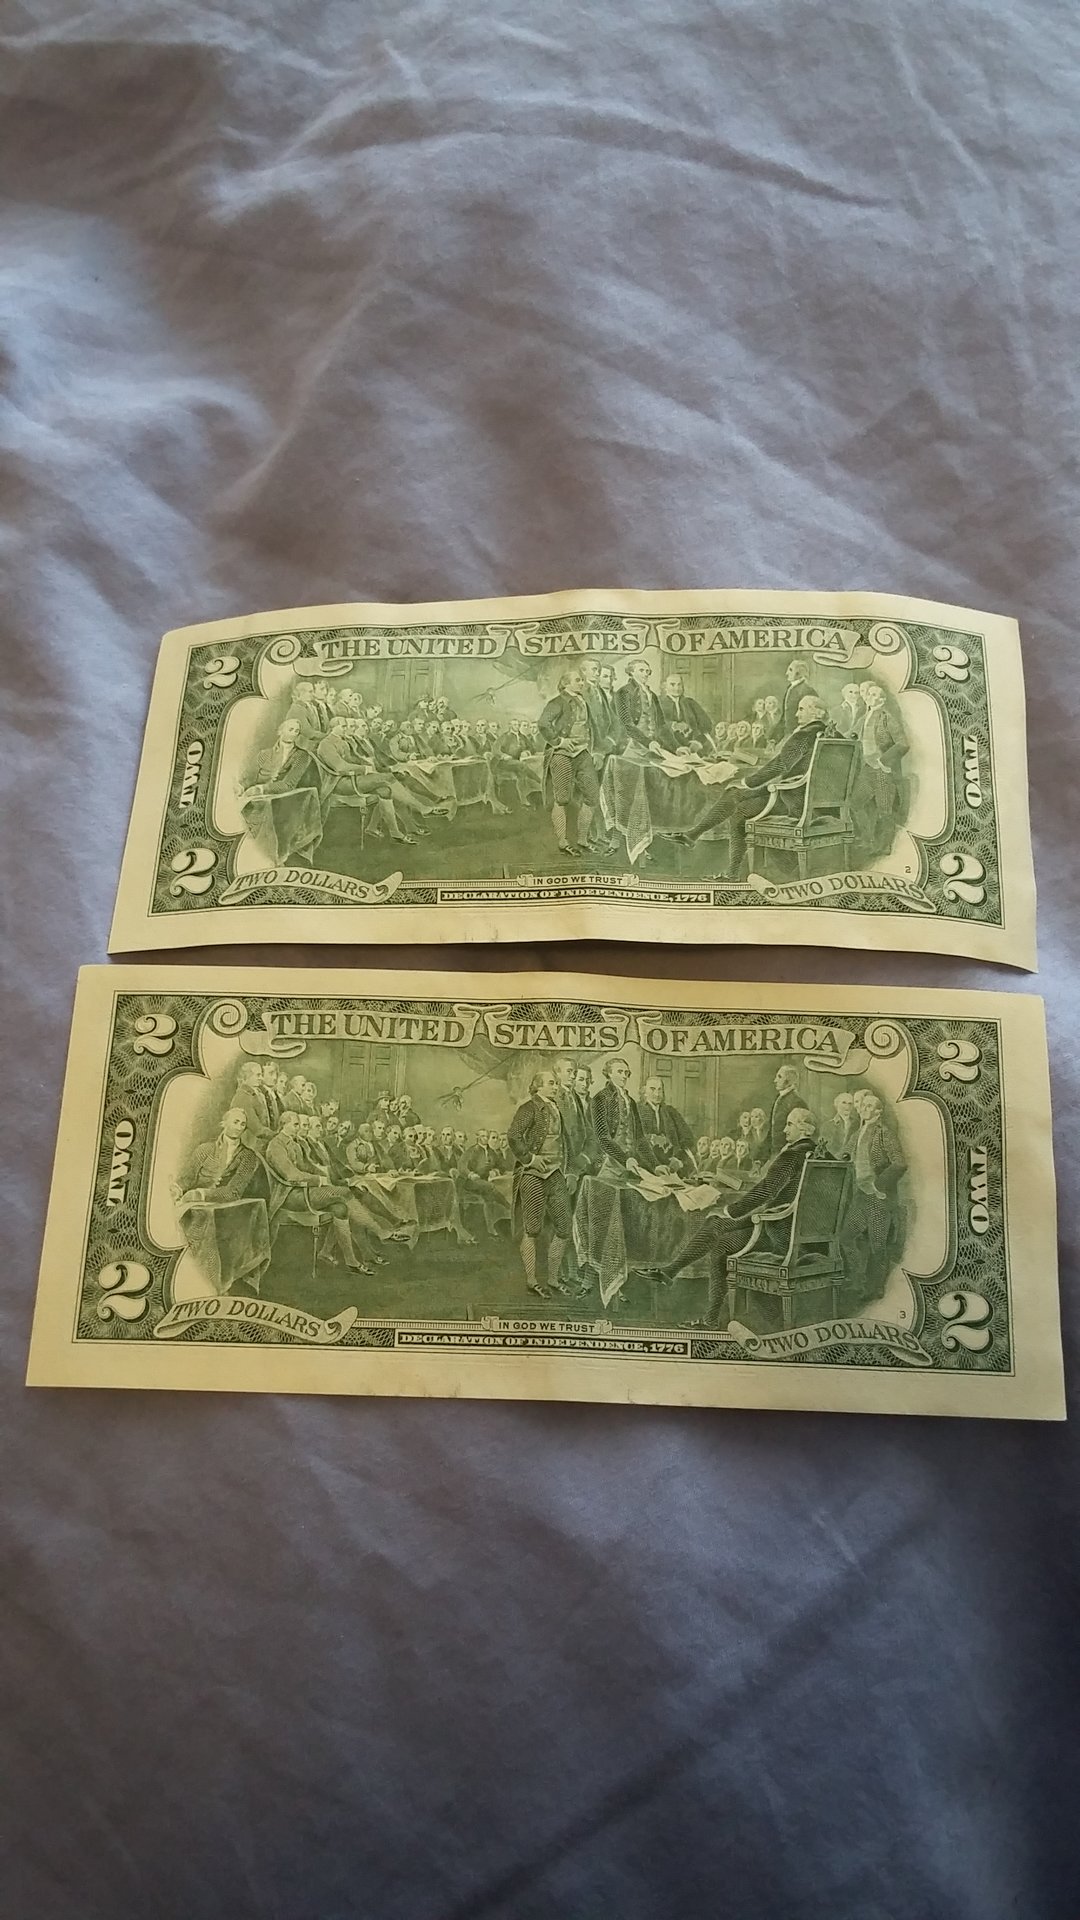 THE UNITED STATES OF AMERICA
2
2
TWO
TWO
2
2
2
TWO DOLLARS
IN GOD WE TRUST
TWO DOLLARS
DECLARATION OF INDEPENDENCE, 1776
THE UNITED STATES OF AMERICA
2
2
TWO
TWO
2
3
2
TWO DOLLARS
IN GOD WE TRUST
TWO DOLLARS
DECLARATION OF INDEPENDENCE, 1776